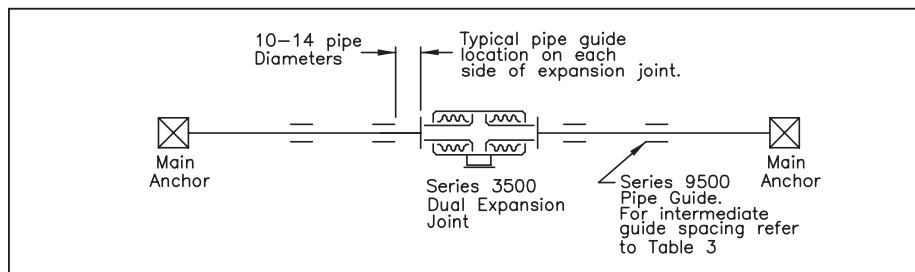 10-14 pipe
Diameters
Typical pipe guide
location on each
side of expansion joint.
Main
Anchor
Series 3500
Dual Expansion
Joint
Series 9500
Pipe Guide.
For intermediate
guide spacing refer
to Table 3
Main
Anchor